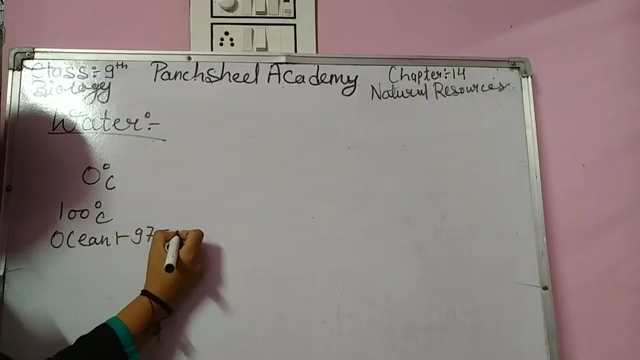 Class:- 9th
Biology
Panchsheel Academy
Chapter:-14
Natural Resources
Water:-
0°C
100°C
Ocean:- 97